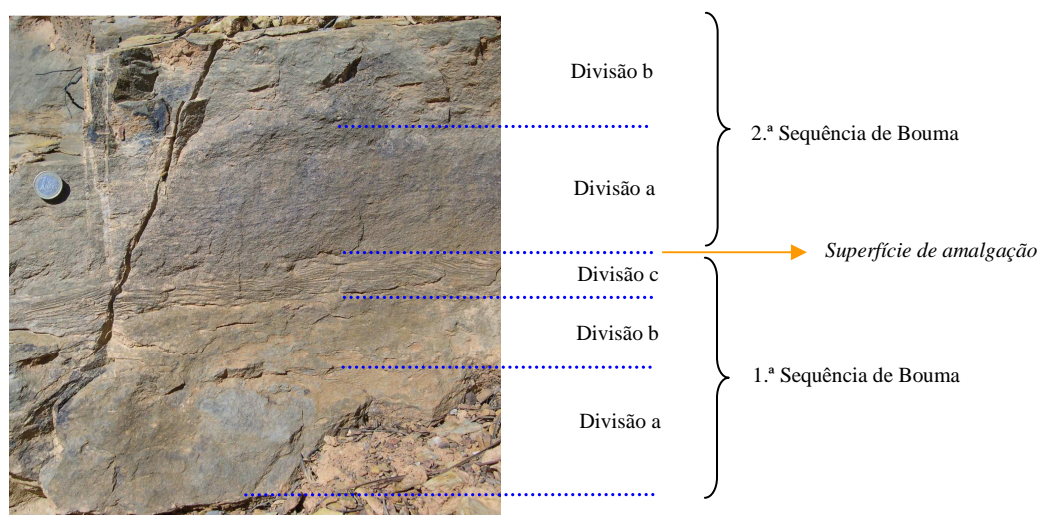 Divisão b
2.ª Sequência de Bouma
Divisão a
Superfície de amalgação
Divisão c
Divisão b
1.ª Sequência de Bouma
Divisão a